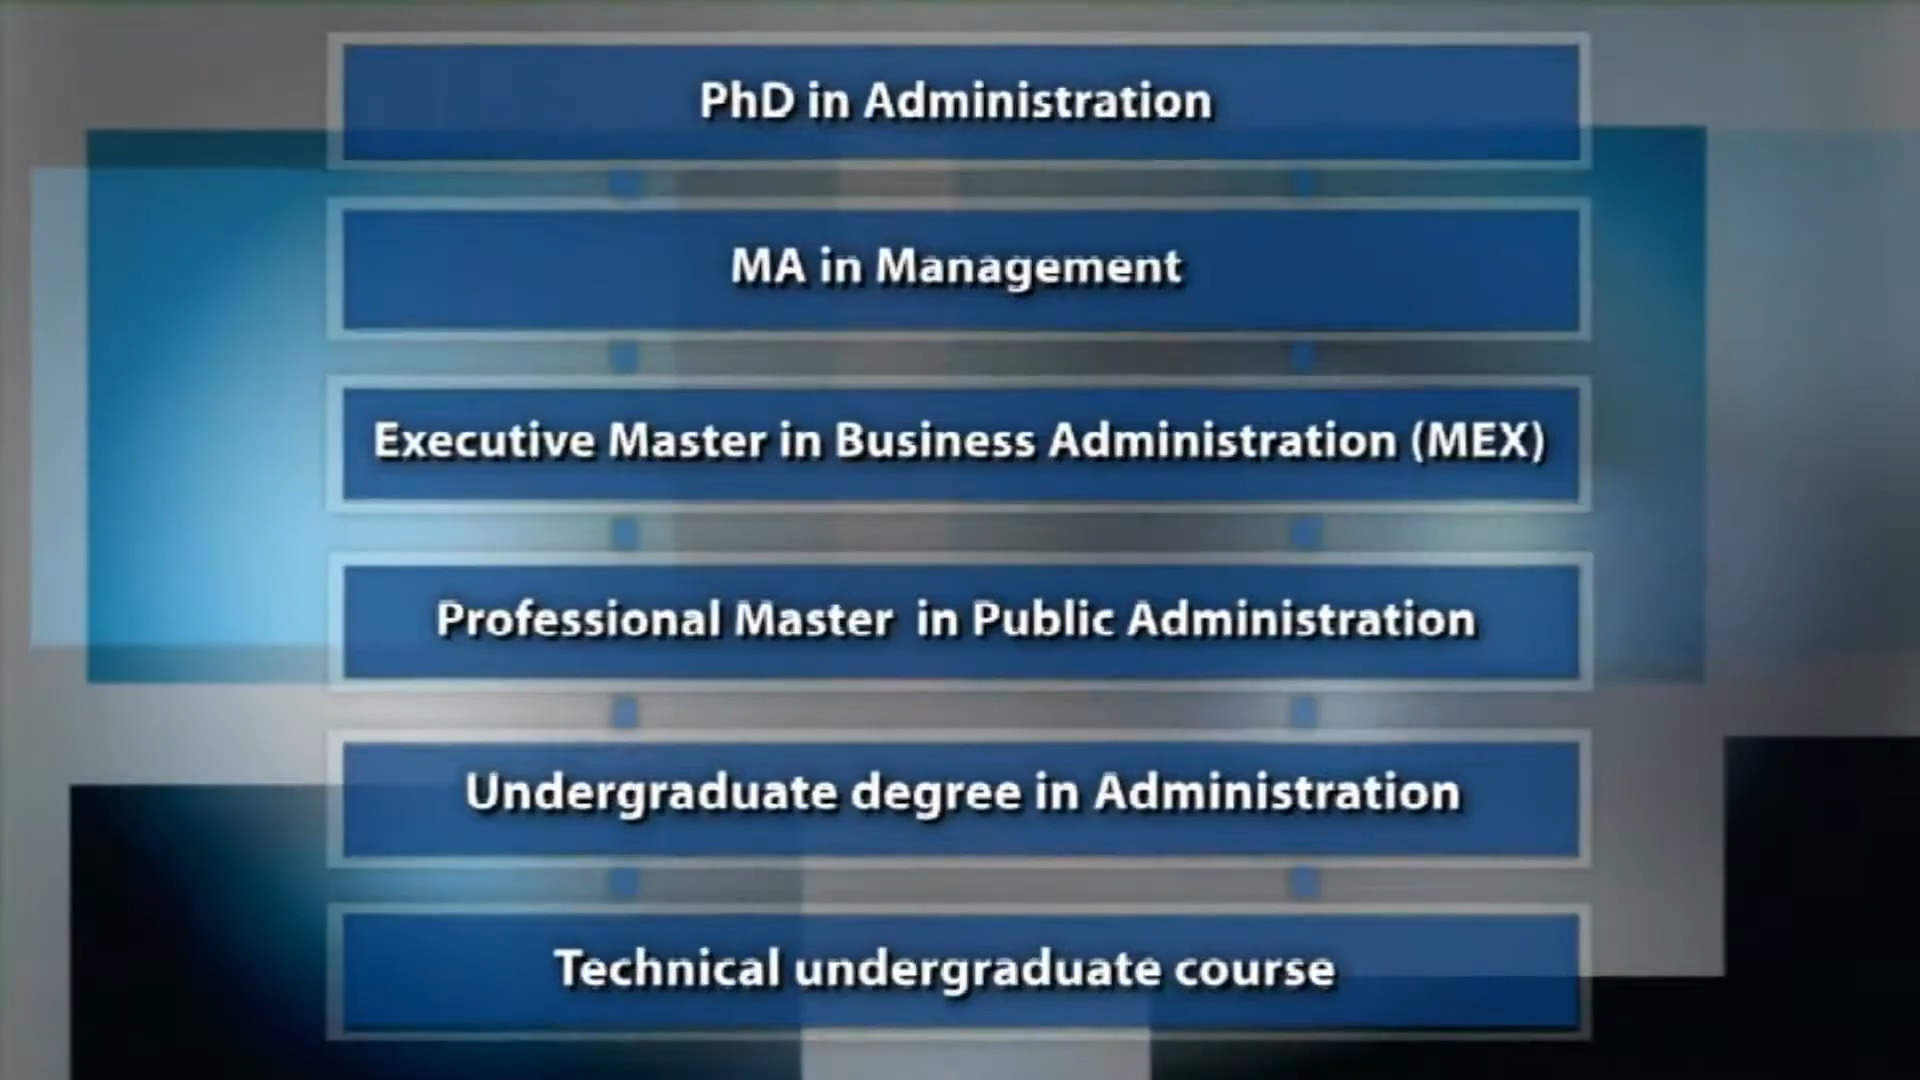 PhD in Administration
MA in Management
Executive Master in Business Administration (MEX)
Professional Master in Public Administration
Undergraduate degree in Administration
Technical undergraduate course